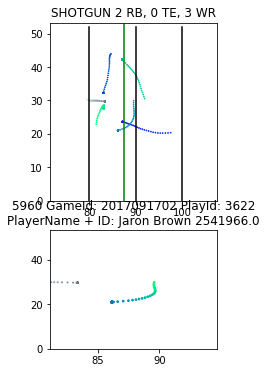 SHOTGUN 2 RB, 0 TE, 3 WR
50
40
30
20
10
0
80 90 100
5960 GameId: 2017091702 PlayId: 3622
PlayerName + ID: Jaron Brown 2541966.0
40
20
0
85 90